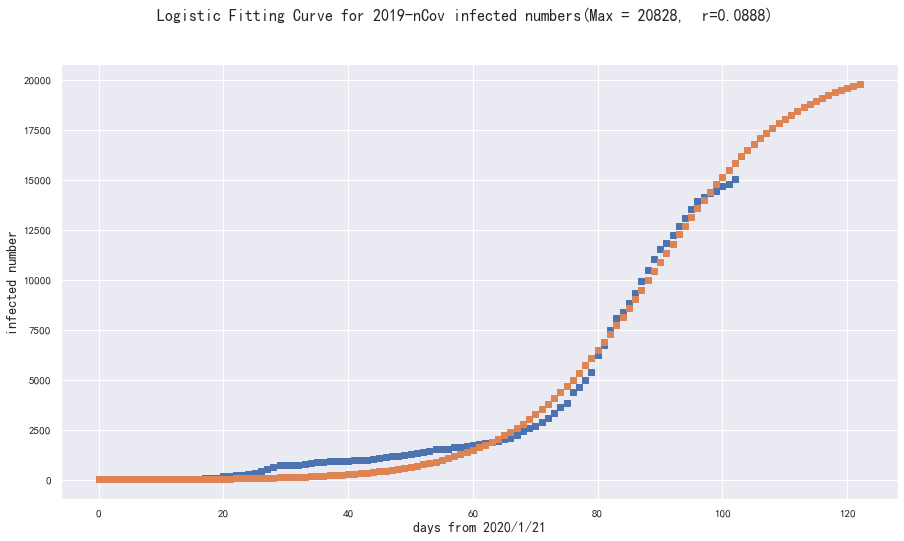 Logistic Fitting Curve for 2019-nCov infected numbers(Max = 20828,  r=0.0888)
20000
17500
15000
12500
10000
7500
5000
2500
0
infected number
0 20 40 60 80 100 120
days from 2020/1/21